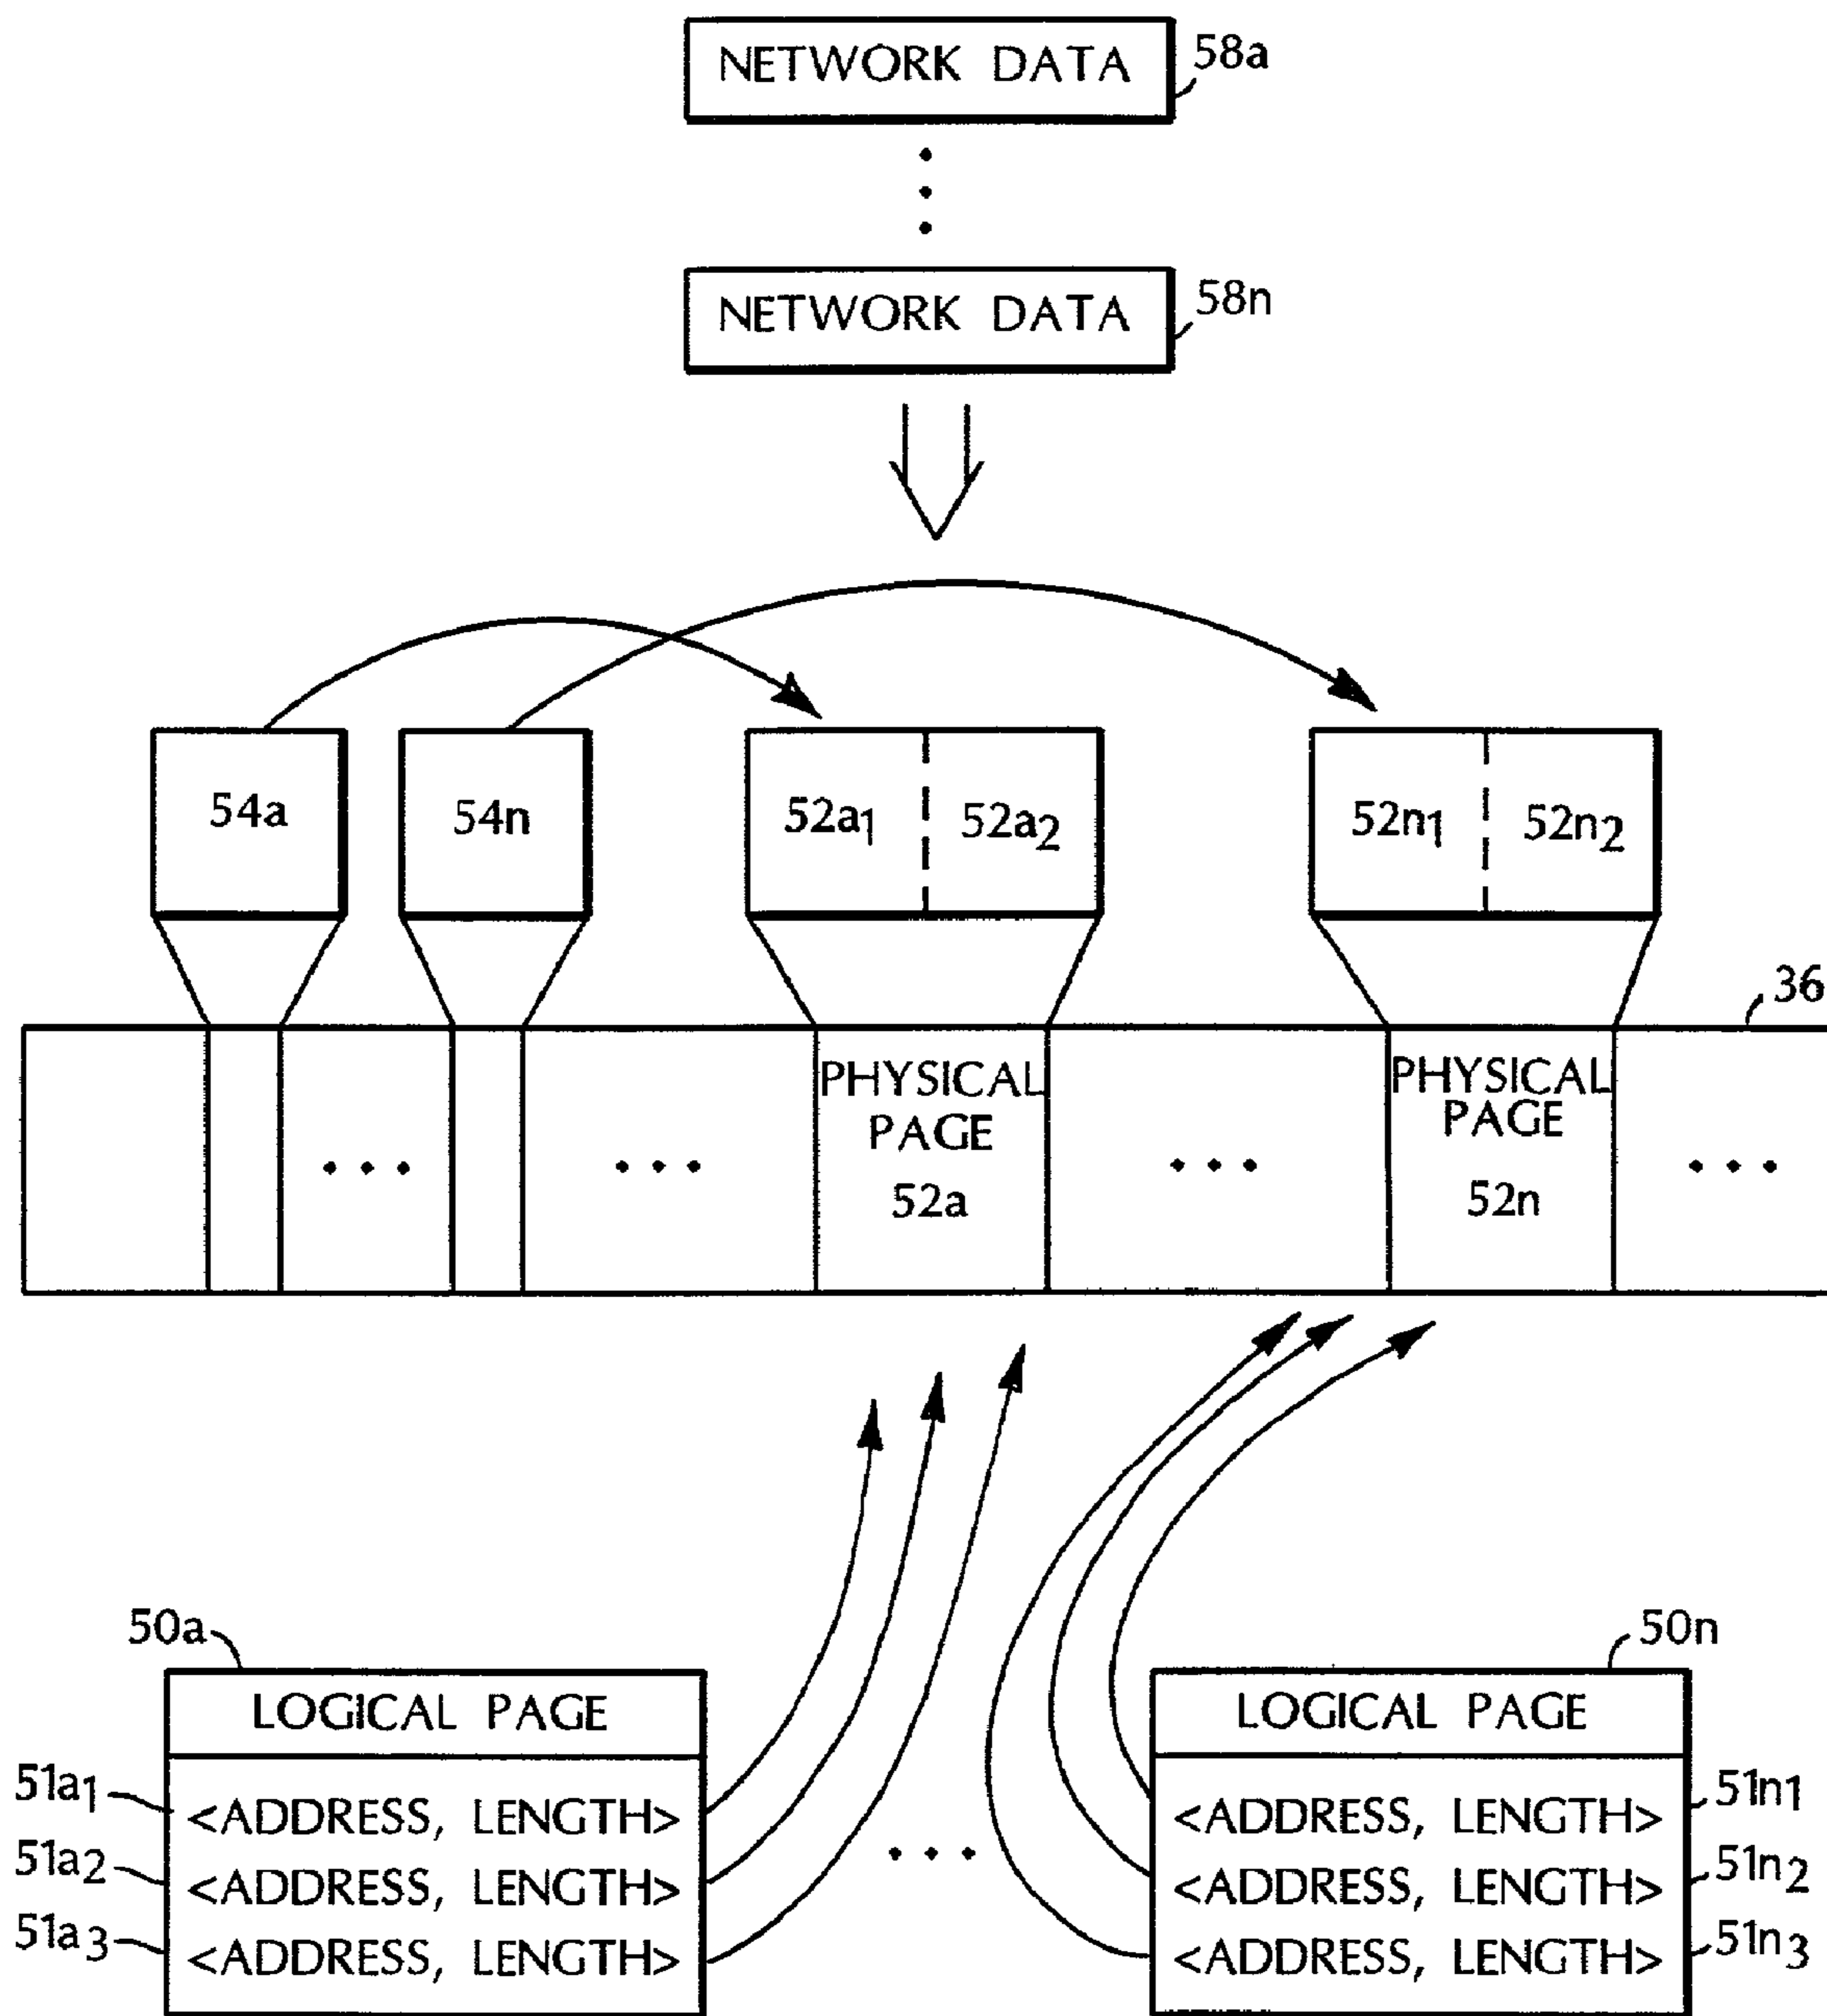 NETWORK DATA
58a
NETWORK DATA
58n
54a
54n
52a1
52a2
52n1
52n2
36
PHYSICAL
PAGE
52a
PHYSICAL
PAGE
52n
50a
LOGICAL PAGE
51a1
<ADDRESS, LENGTH>
51a2
<ADDRESS, LENGTH>
51a3
<ADDRESS, LENGTH>
50n
LOGICAL PAGE
<ADDRESS, LENGTH>
51n1
<ADDRESS, LENGTH>
51n2
<ADDRESS, LENGTH>
51n3